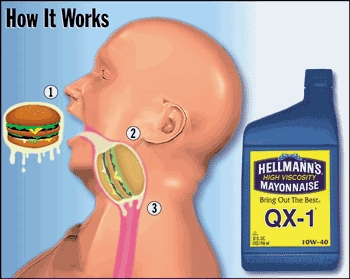 How It Works
1
2
3
HELLMANN'S
HIGH VISCOSITY
MAYONNAISE
Bring Out The Best.
QX-1
10W-40